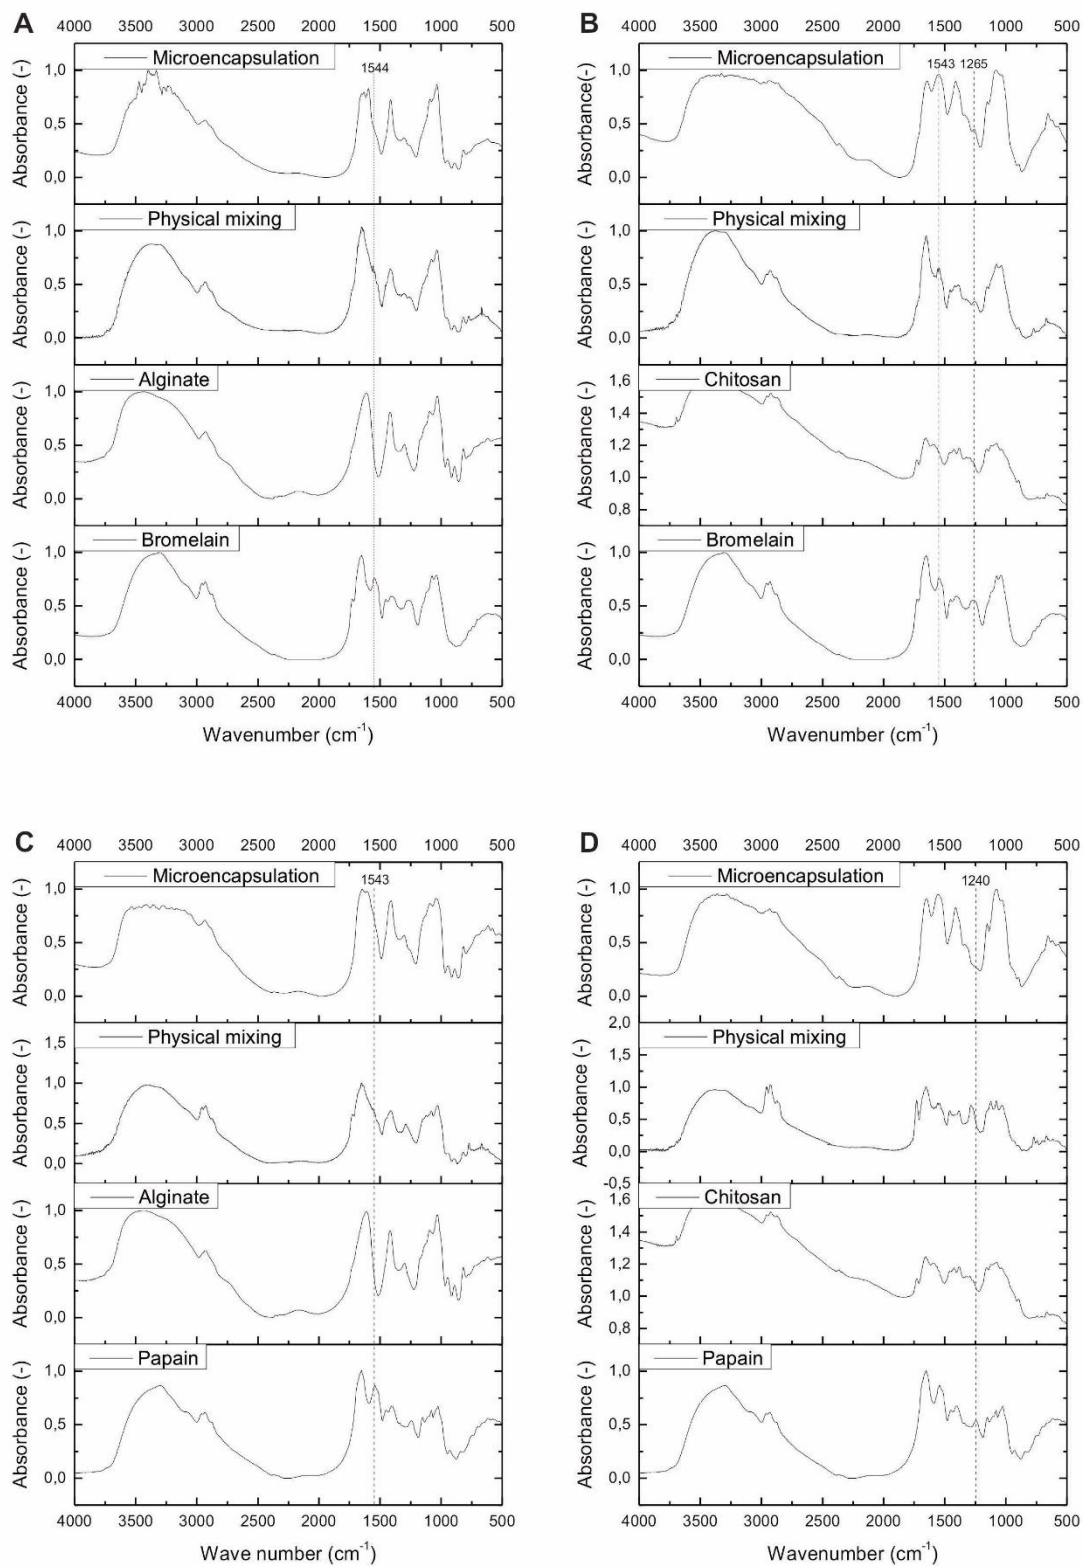 A
B
4000 3500 3000 2500 2000 1500 1000 500
4000 3500 3000 2500 2000 1500 1000 500
Microencapsulation
1544
Absorbance (-)
1,0
0,5
0,0
Microencapsulation
1543 1265
Absorbance(-)
1,0
0,5
0,0
Physical mixing
Absorbance (-)
1,0
0,5
0,0
Physical mixing
Absorbance (-)
1,0
0,5
0,0
Alginate
Absorbance (-)
1,0
0,5
0,0
Chitosan
Absorbance (-)
1,6
1,4
1,2
1,0
0,8
Bromelain
Absorbance (-)
1,0
0,5
0,0
Bromelain
Absorbance (-)
1,0
0,5
0,0
4000 3500 3000 2500 2000 1500 1000 500
Wavenumber (cm⁻¹)
4000 3500 3000 2500 2000 1500 1000 500
Wavenumber (cm⁻¹)
C
D
4000 3500 3000 2500 2000 1500 1000 500
4000 3500 3000 2500 2000 1500 1000 500
Microencapsulation
1543
Absorbance (-)
1,0
0,5
0,0
Microencapsulation
1240
Absorbance (-)
1,0
0,5
0,0
Physical mixing
Absorbance (-)
1,5
1,0
0,5
0,0
Physical mixing
Absorbance (-)
2,0
1,5
1,0
0,5
0,0
-0,5
Alginate
Absorbance (-)
1,0
0,5
0,0
Chitosan
Absorbance (-)
1,6
1,4
1,2
1,0
0,8
Papain
Absorbance (-)
1,0
0,5
0,0
Papain
Absorbance (-)
1,0
0,5
0,0
4000 3500 3000 2500 2000 1500 1000 500
Wave number (cm⁻¹)
4000 3500 3000 2500 2000 1500 1000 500
Wavenumber (cm⁻¹)